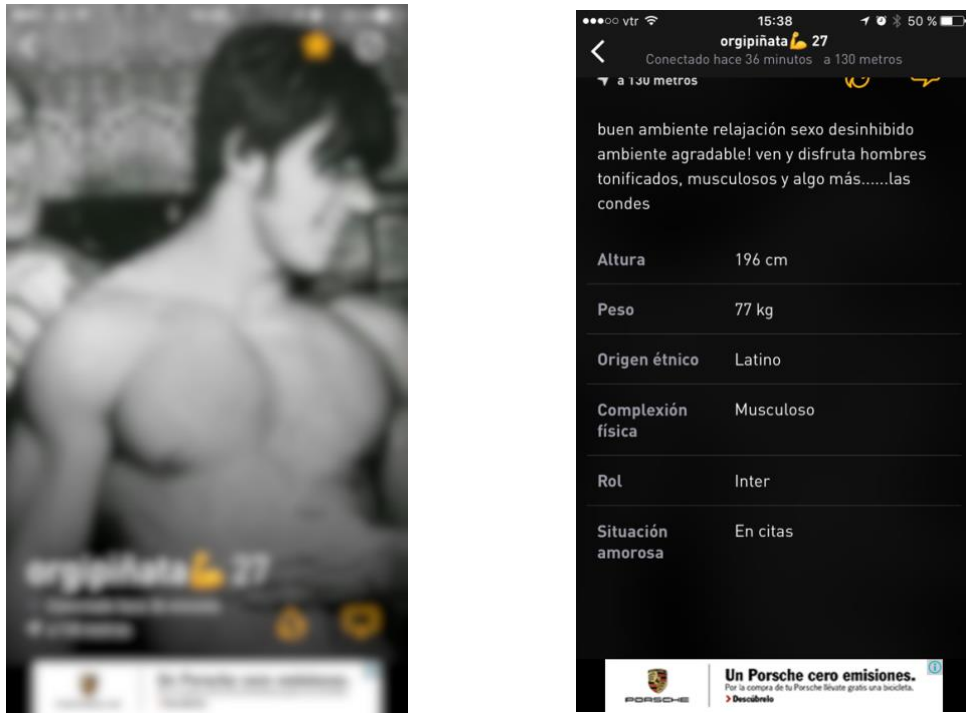 orgipiñata💪 27
vtr 15:38 50 %
orgipiñata💪 27
Conectado hace 36 minutos a 130 metros
a 130 metros
buen ambiente relajación sexo desinhibido
ambiente agradable! ven y disfruta hombres
tonificados, musculosos y algo más......las
condes
Altura 196 cm
Peso 77 kg
Origen étnico Latino
Complexión Musculoso
física
Rol Inter
Situación En citas
amorosa
PORSCHE
Un Porsche cero emisiones.
Por la compra de tu Porsche llévate gratis una bicicleta.
Descúbrelo